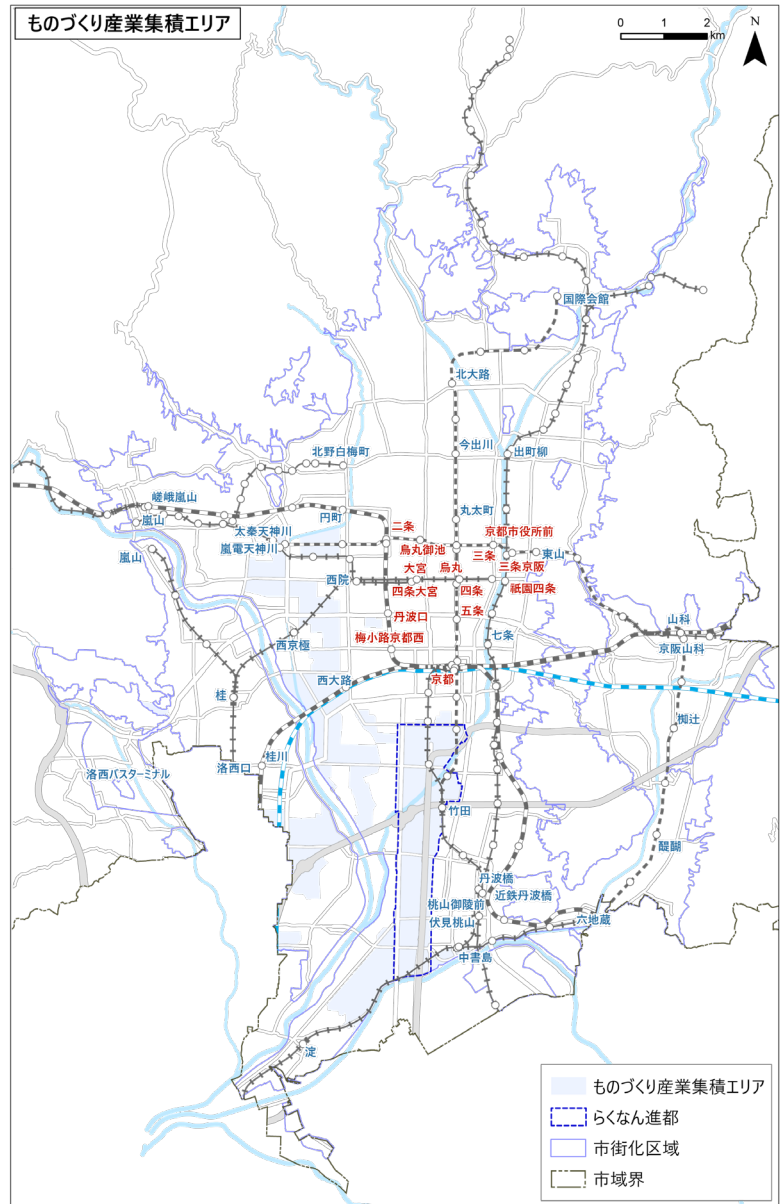 ものづくり産業集積エリア
0 1 2
km
N
国際会館
北大路
今出川
出町柳
北野白梅町
嵯峨嵐山
嵐山
丸太町
円町
太秦天神川
嵐電天神川
二条
京都市役所前
烏丸御池
三条
東山
嵐山
大宮
烏丸
三条京阪
西院
四条大宮
四条
祇園四条
丹波口
五条
山科
西京極
梅小路京都西
七条
京阪山科
西大路
京都
桂
椥辻
桂川
洛西口
洛西バスターミナル
竹田
醍醐
丹波橋
近鉄丹波橋
桃山御陵前
伏見桃山
六地蔵
中書島
淀
ものづくり産業集積エリア
らくなん進都
市街化区域
市域界